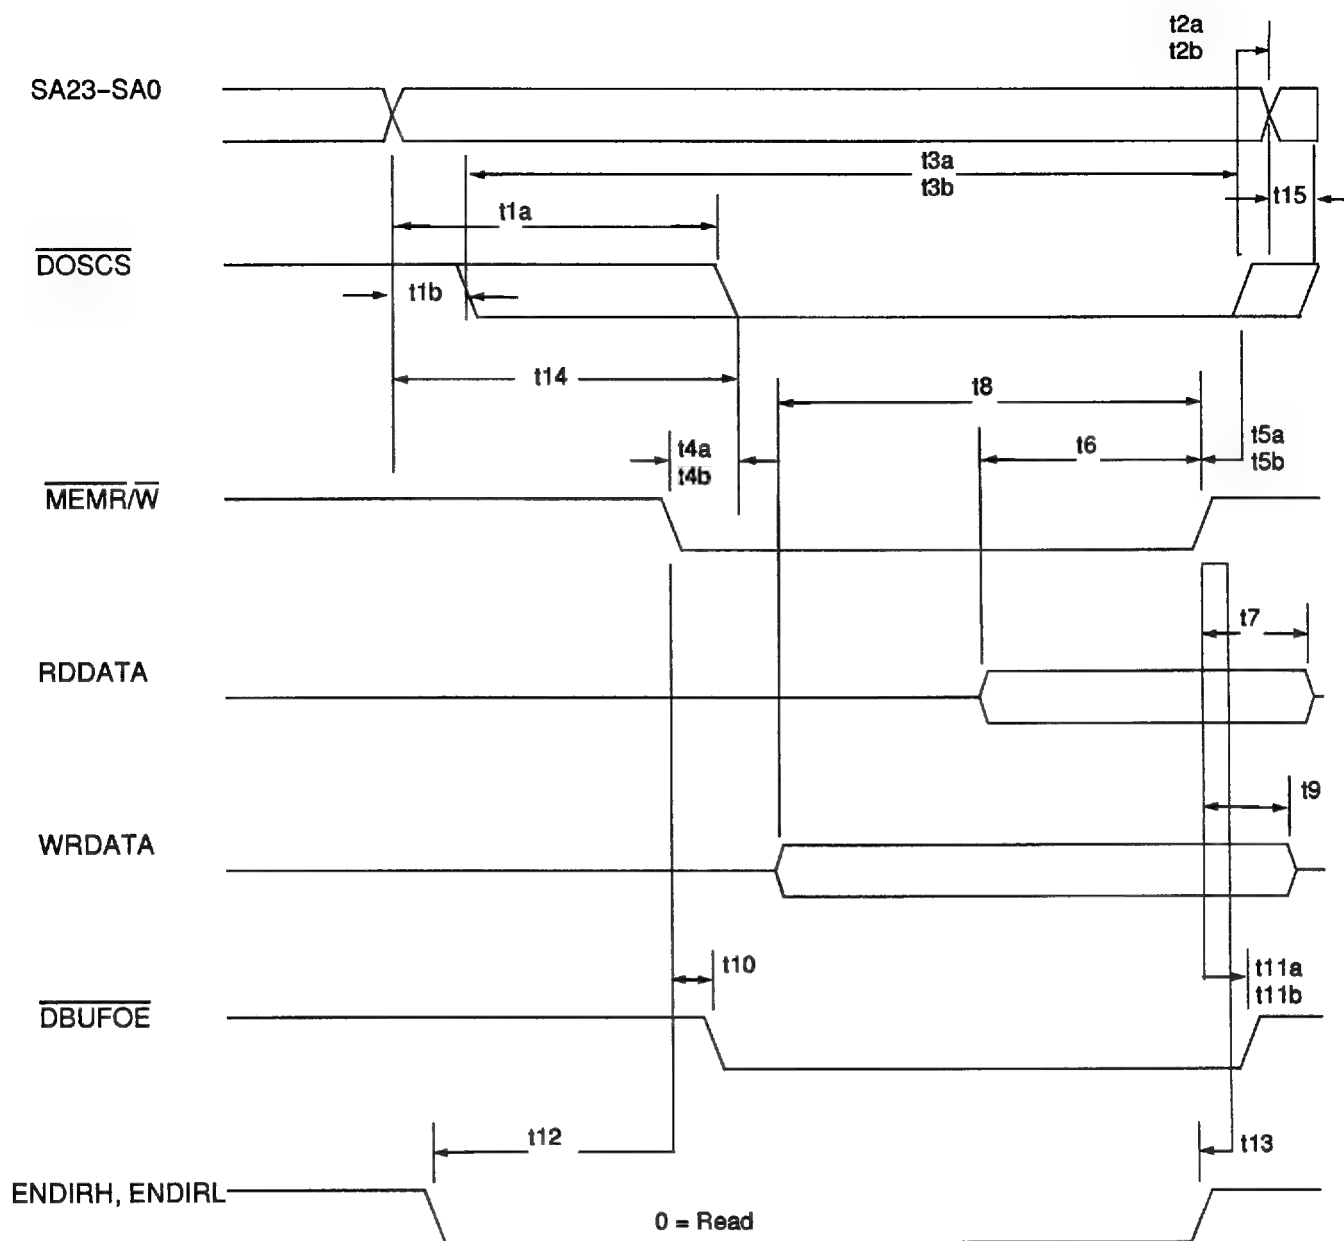 t2a
t2b
SA23–SA0
t3a
t3b
t15
t1a
DOSCS
t1b
t14
t8
t4a
t4b
t6
t5a
t5b
MEMR/W
t7
RDDATA
t9
WRDATA
t10
t11a
t11b
DBUFOE
t12
t13
ENDIRH, ENDIRL
0 = Read